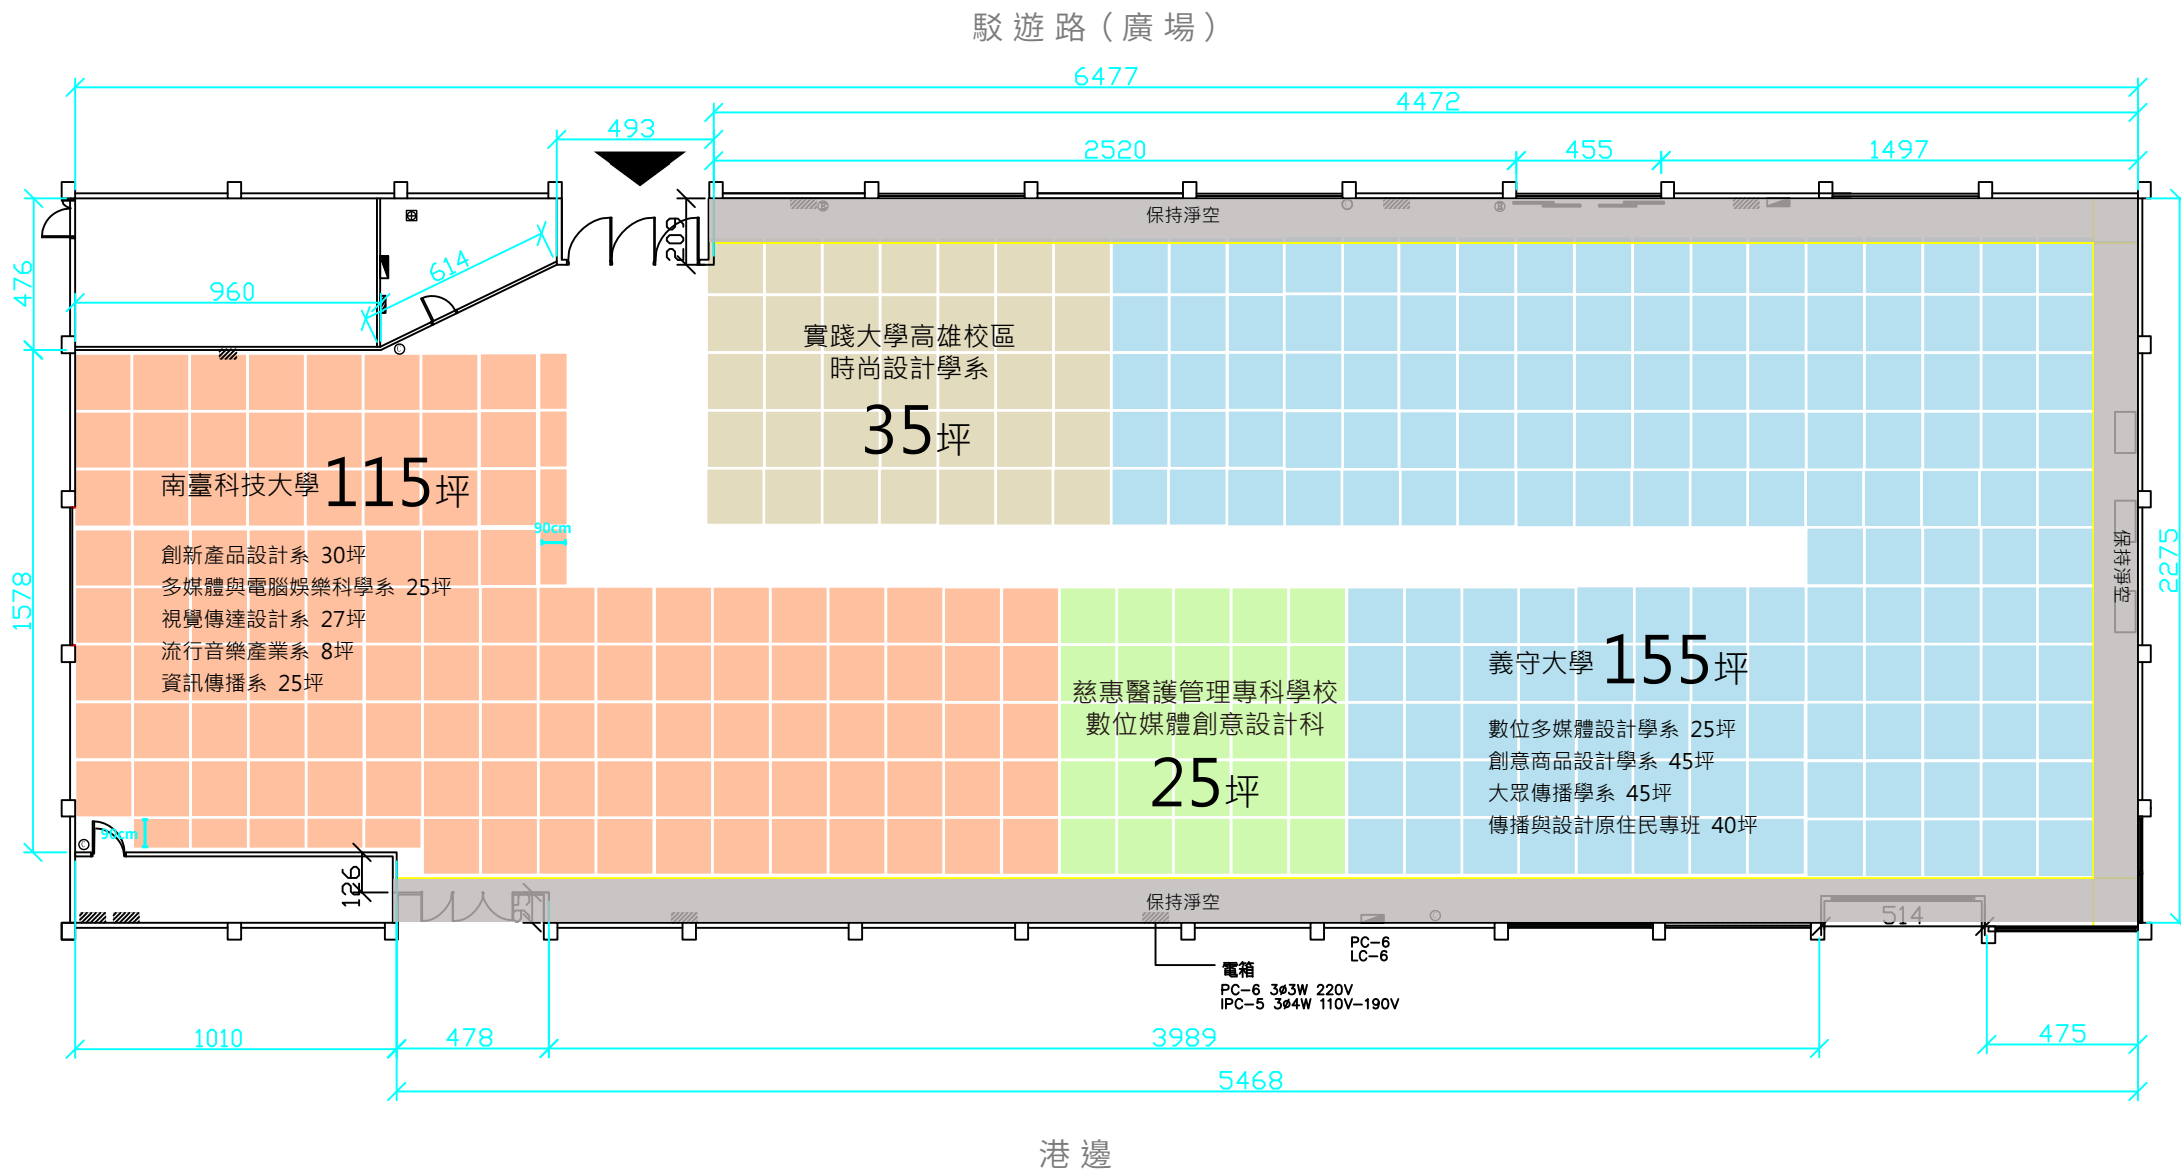 駁遊路(廣場)
6477
4472
493
2520
455
1497
保持淨空
209
614
476
960
實踐大學高雄校區
時尚設計學系
35坪
南臺科技大學 115坪
90cm
創新產品設計系 30坪
多媒體與電腦娛樂科學系 25坪
視覺傳達設計系 27坪
流行音樂產業系 8坪
資訊傳播系 25坪
1578
保持淨空
2275
義守大學 155坪
數位多媒體設計學系 25坪
創意商品設計學系 45坪
大眾傳播學系 45坪
傳播與設計原住民專班 40坪
慈惠醫護管理專科學校
數位媒體創意設計科
25坪
90cm
126
保持淨空
514
PC-6
LC-6
電箱
PC-6 3ø3W 220V
IPC-5 3ø4W 110V-190V
1010
478
3989
475
5468
港邊